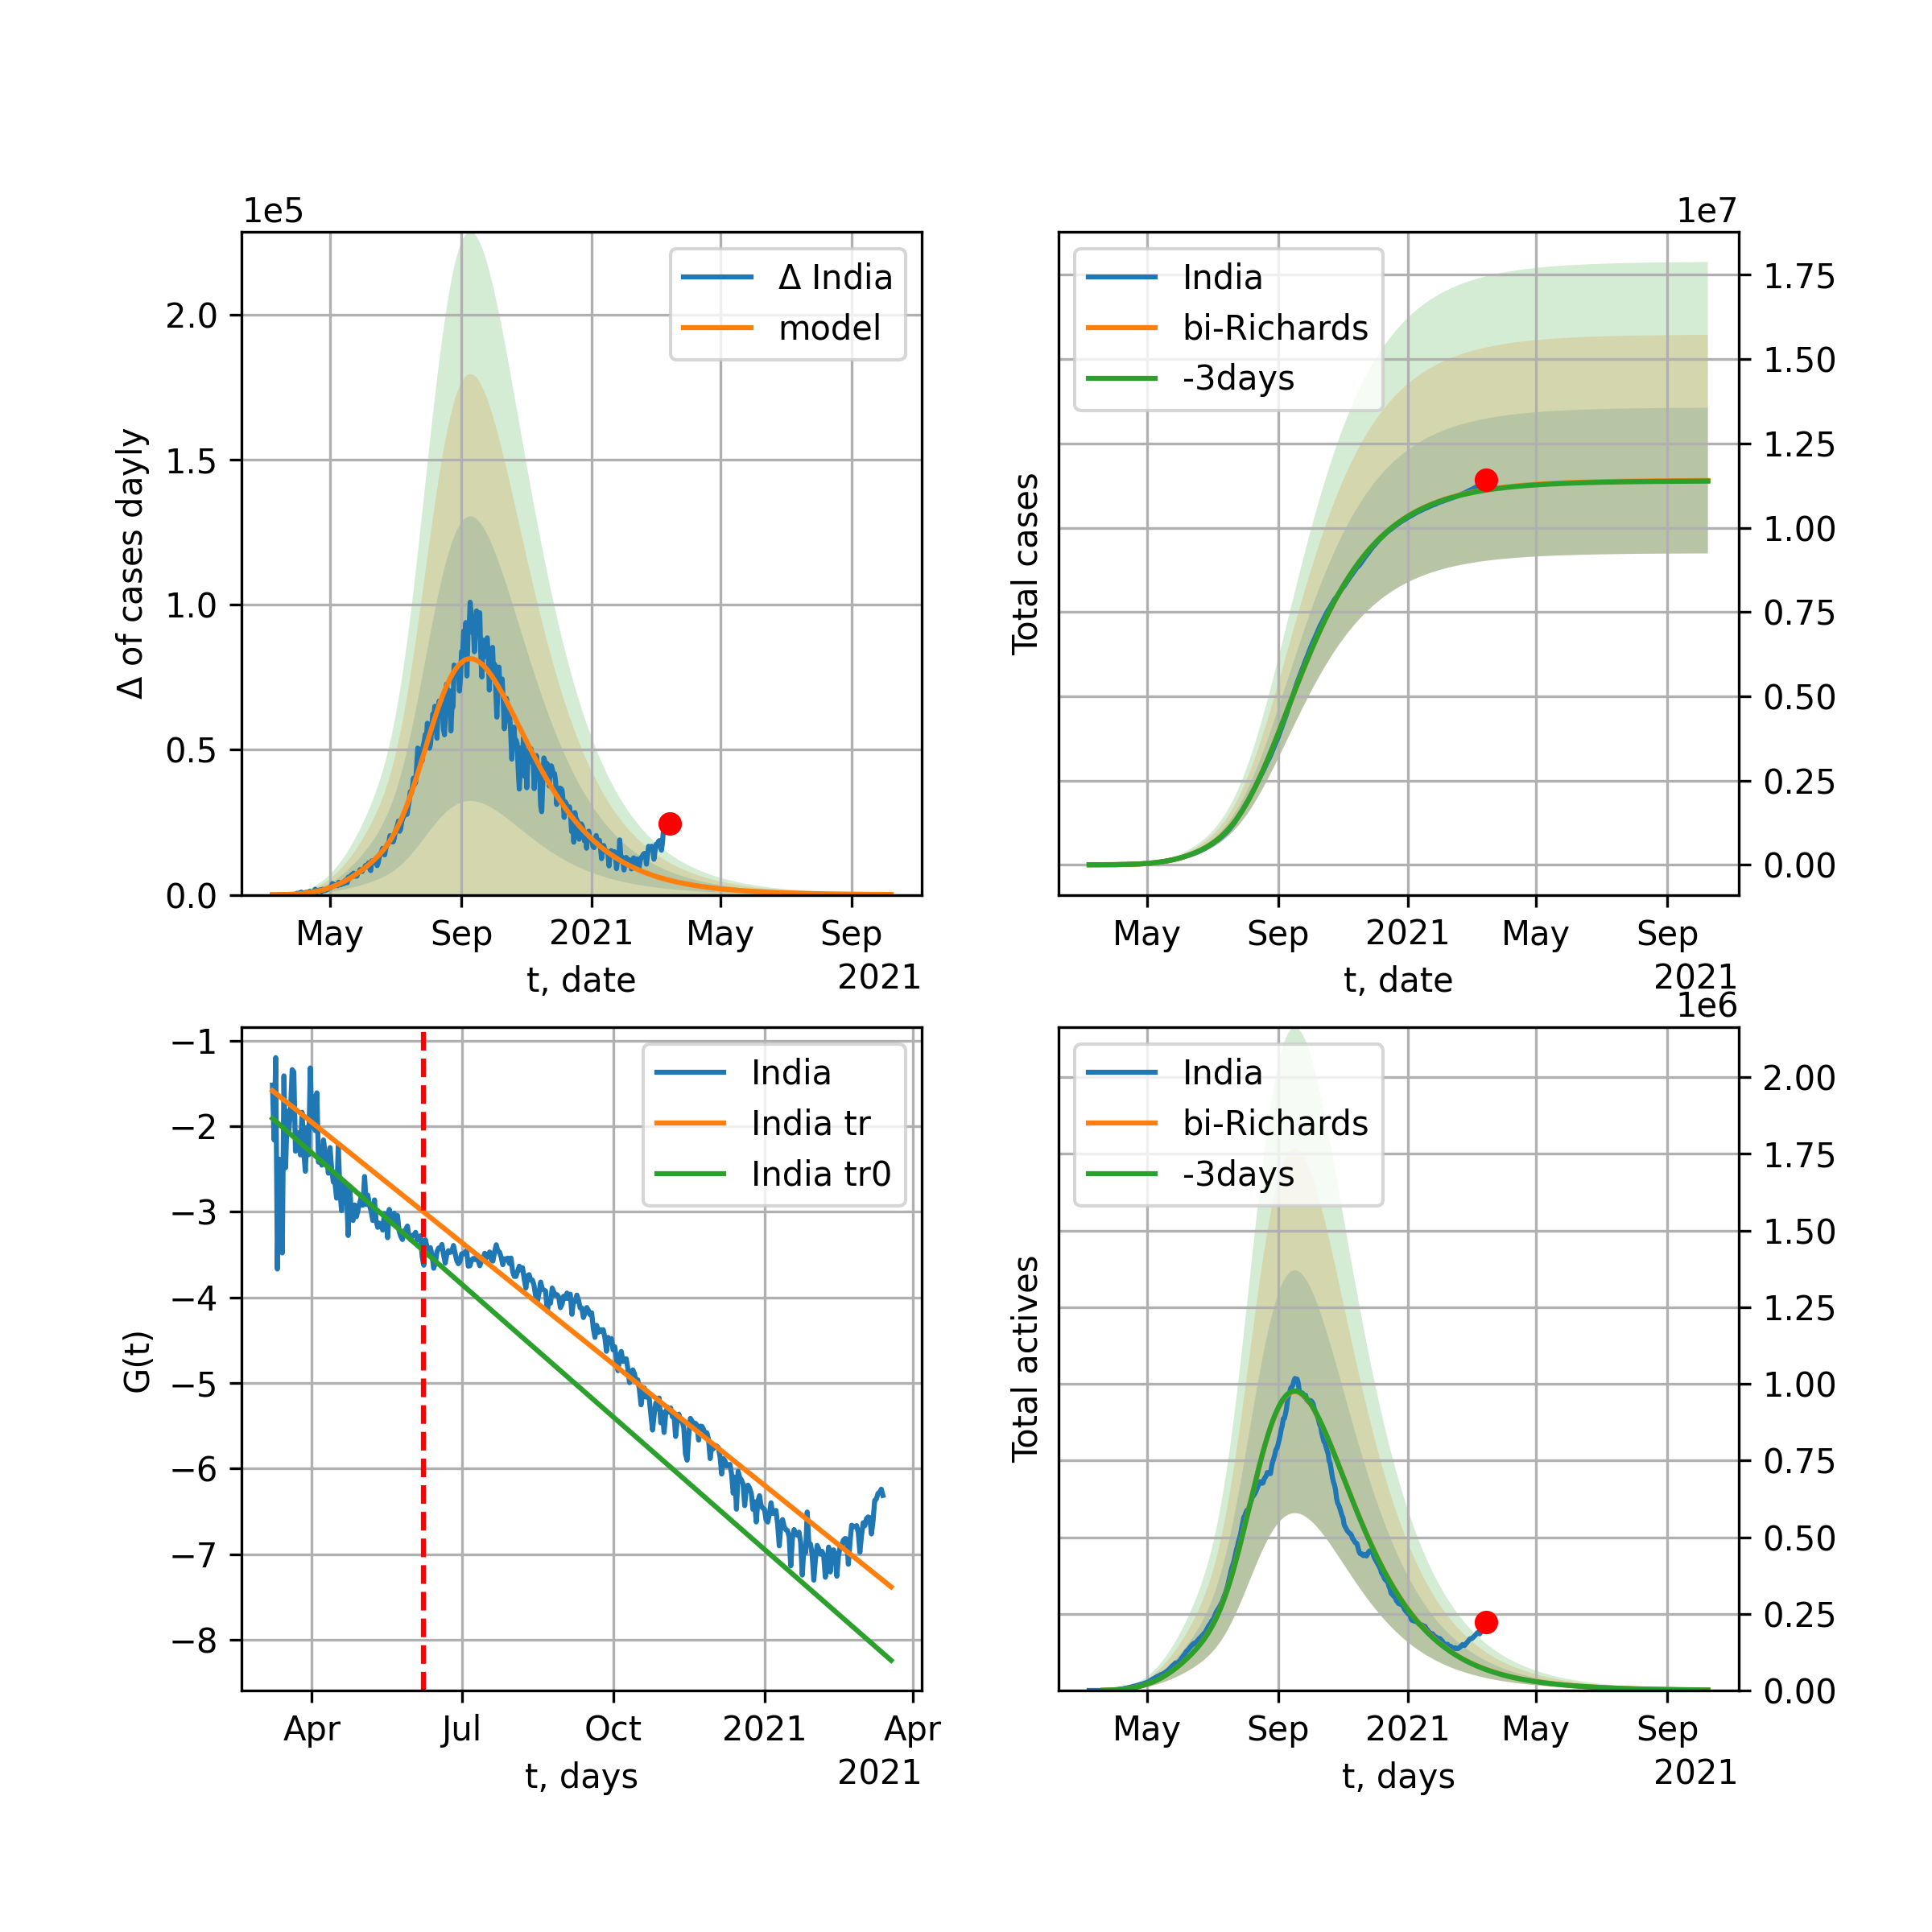 1e5
Δ of cases dayly
2.0
1.5
1.0
0.5
0.0
Δ India
model
May Sep 2021 May Sep
t, date
2021
1e7
Total cases
India
bi-Richards
-3days
1.75
1.50
1.25
1.00
0.75
0.50
0.25
0.00
May Sep 2021 May Sep
t, date
2021
G(t)
−1
−2
−3
−4
−5
−6
−7
−8
India
India tr
India tr0
Apr Jul Oct 2021 Apr
t, days
2021
1e6
Total actives
India
bi-Richards
-3days
2.00
1.75
1.50
1.25
1.00
0.75
0.50
0.25
0.00
May Sep 2021 May Sep
t, days
2021